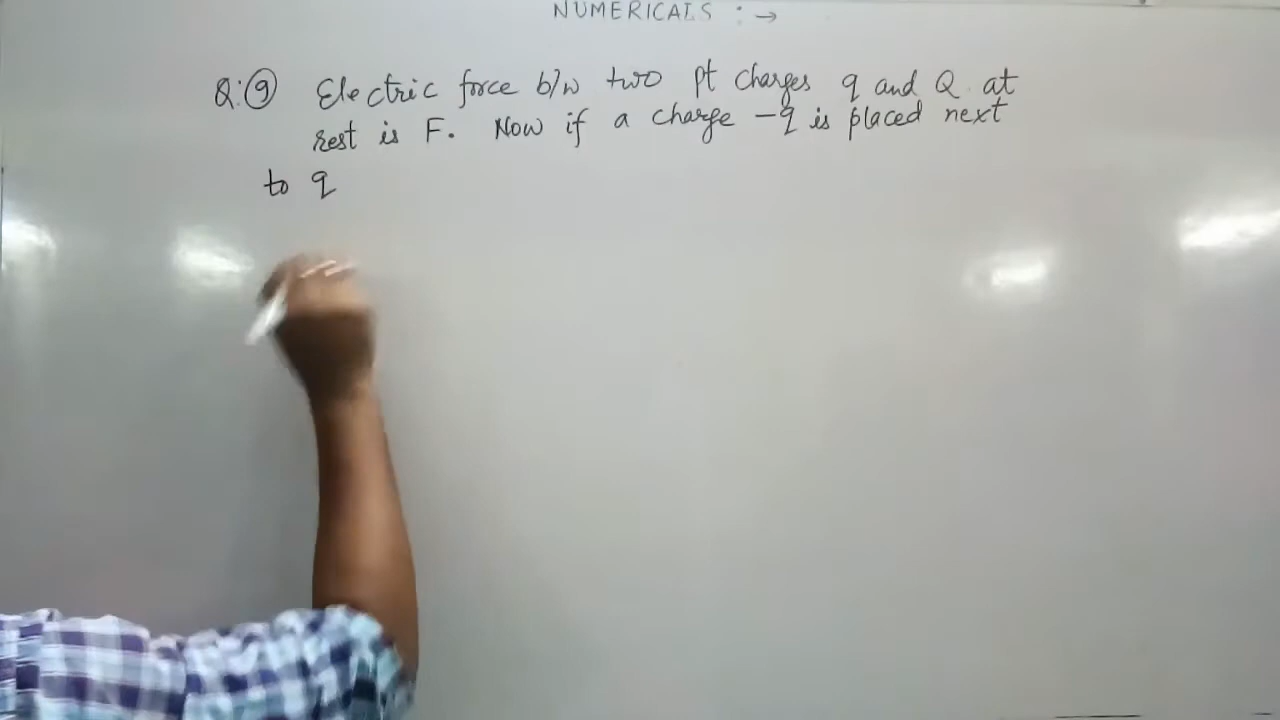 NUMERICALS : →
Q:⑨ Electric force b/w two pt charges q and Q at
rest is F. Now if a charge -q is placed next
to q